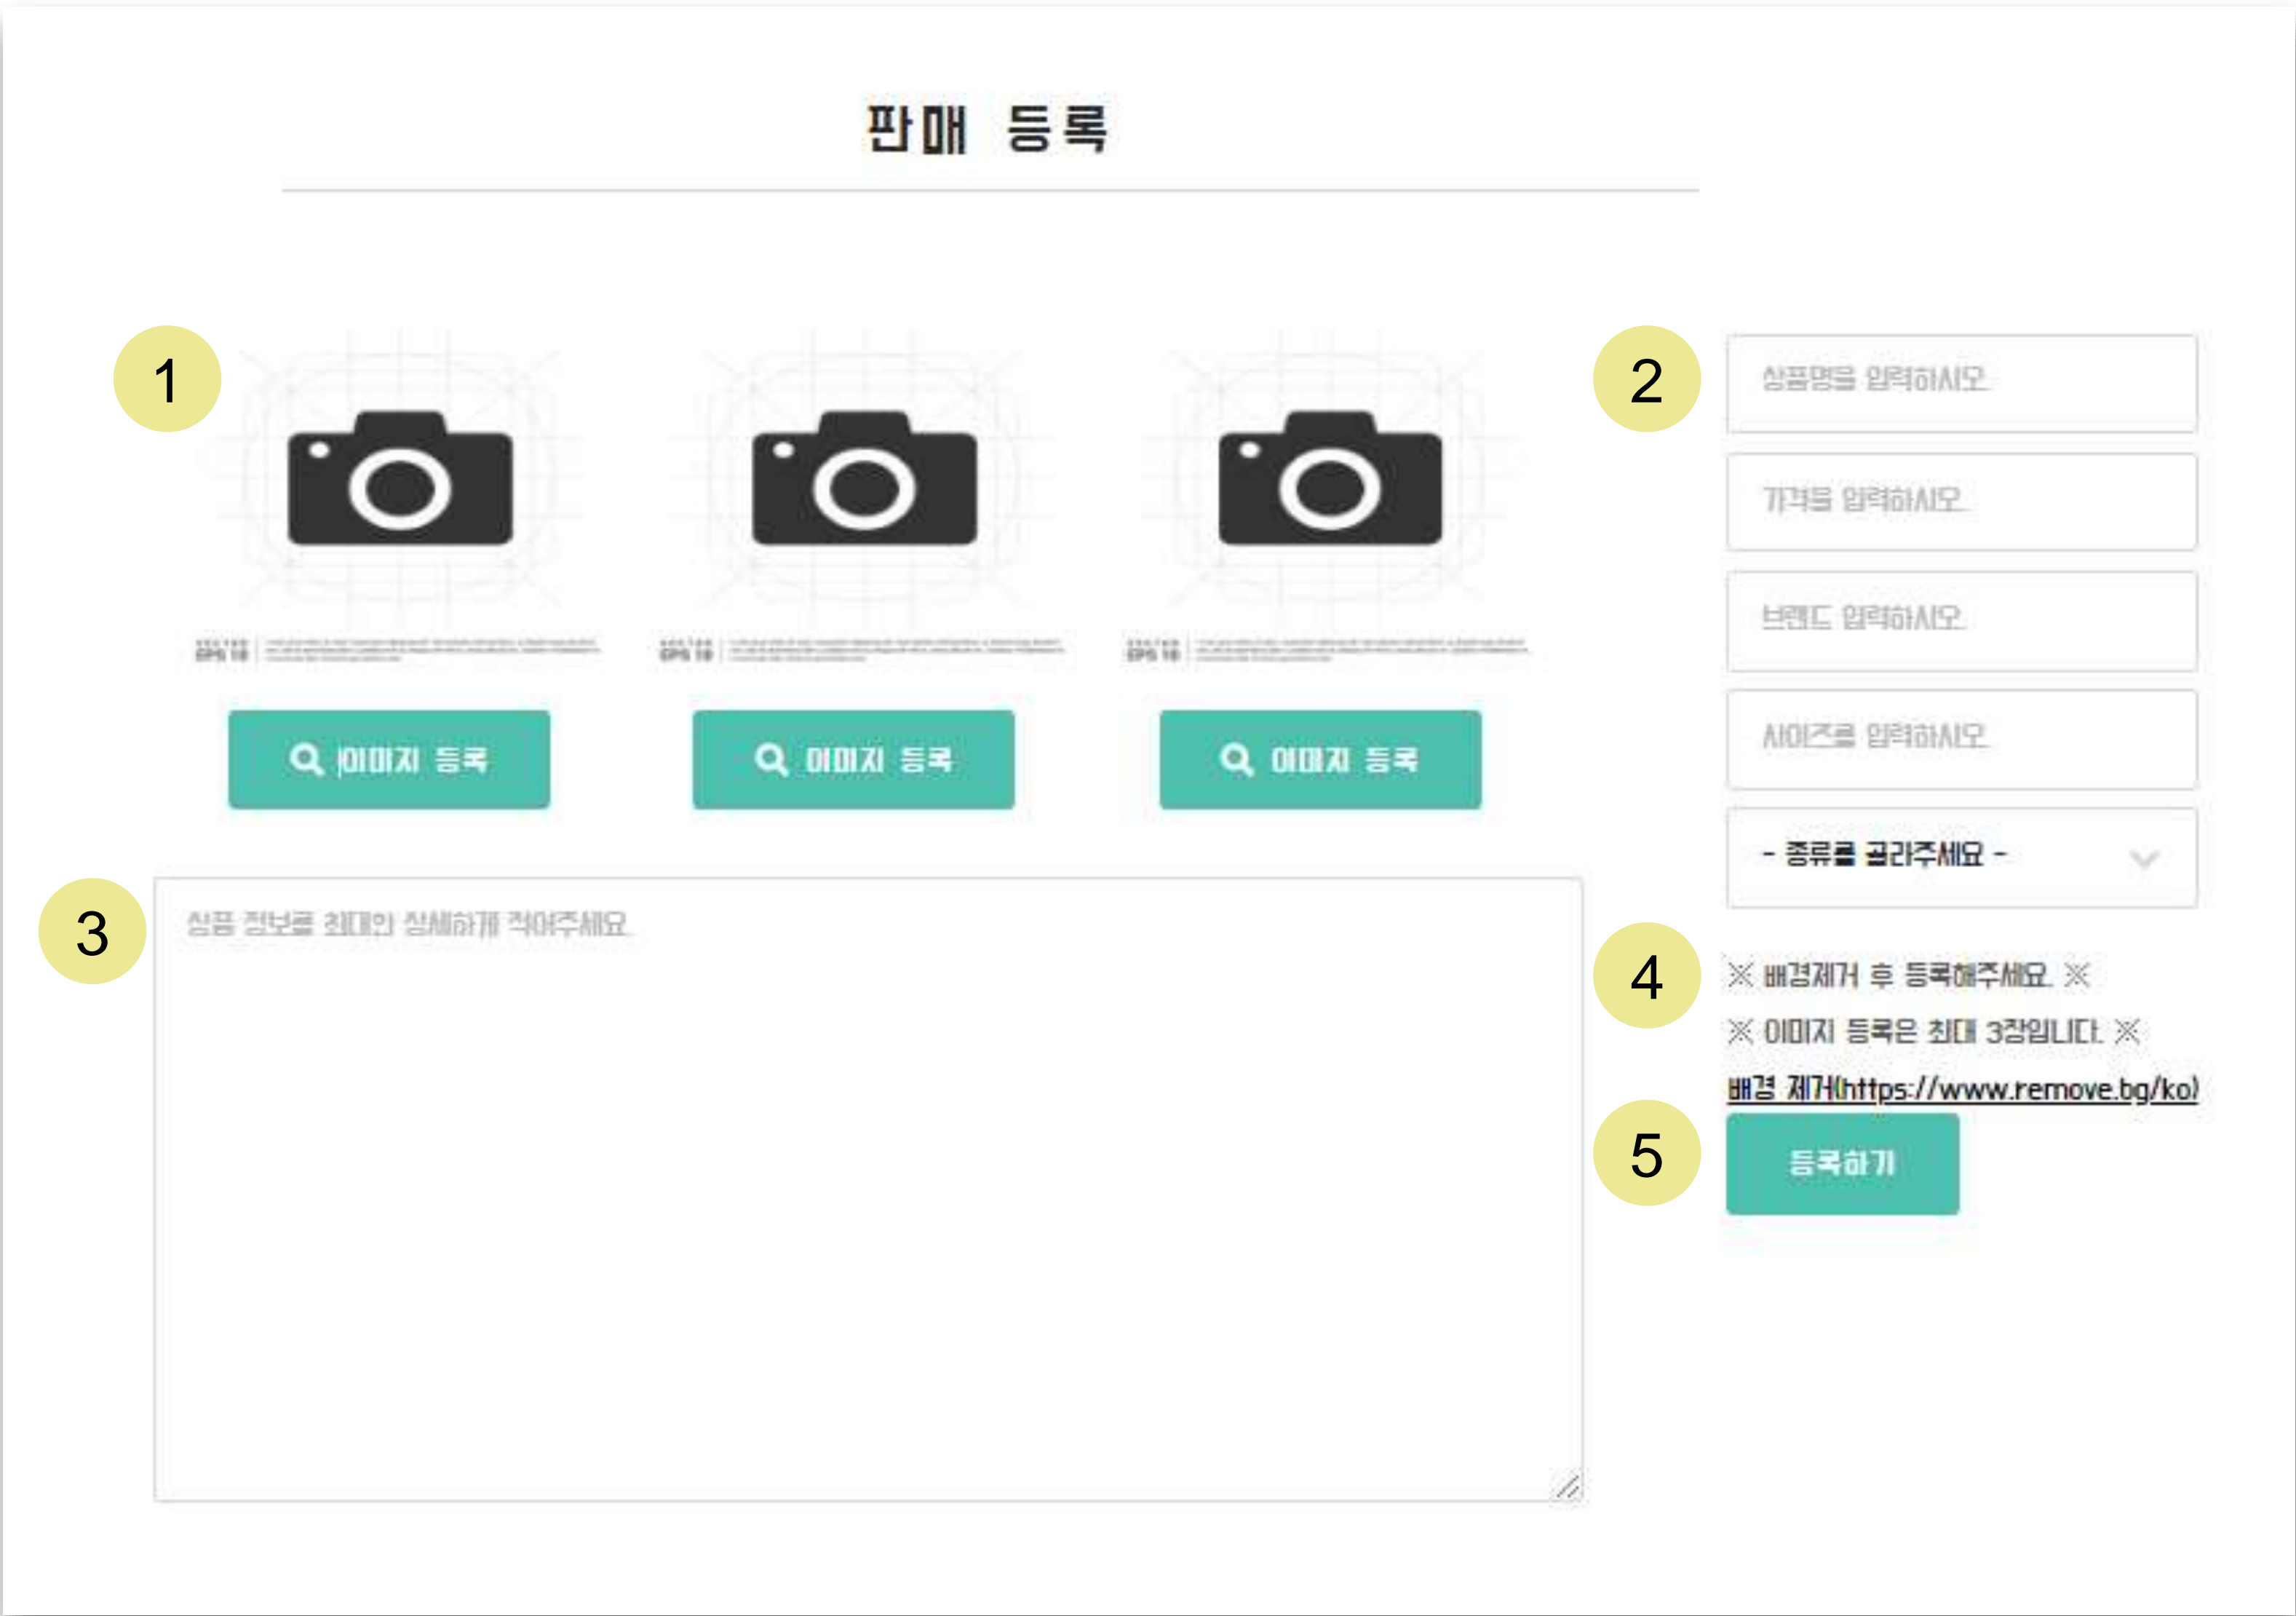 판매 등록
1
EPS 10
EPS 10
EPS 10
이미지 등록
이미지 등록
이미지 등록
2
상품명을 입력하시오.
가격을 입력하시오.
브랜드 입력하시오.
사이즈를 입력하시오.
- 종류를 골라주세요 -
3
상품 정보를 최대한 상세하게 적어주세요.
4
※ 배경제거 후 등록해주세요. ※
※ 이미지 등록은 최대 3장입니다. ※
배경 제거(https://www.remove.bg/ko)
5
등록하기